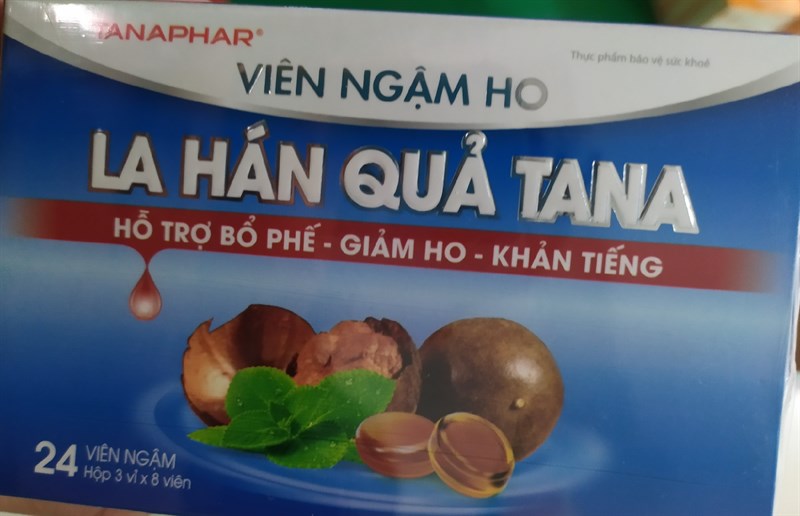 TANAPHAR®
Thực phẩm bảo vệ sức khoẻ
VIÊN NGẬM HO
LA HÁN QUẢ TANA
HỖ TRỢ BỔ PHẾ - GIẢM HO - KHẢN TIẾNG
24 VIÊN NGẬM
Hộp 3 vỉ x 8 viên